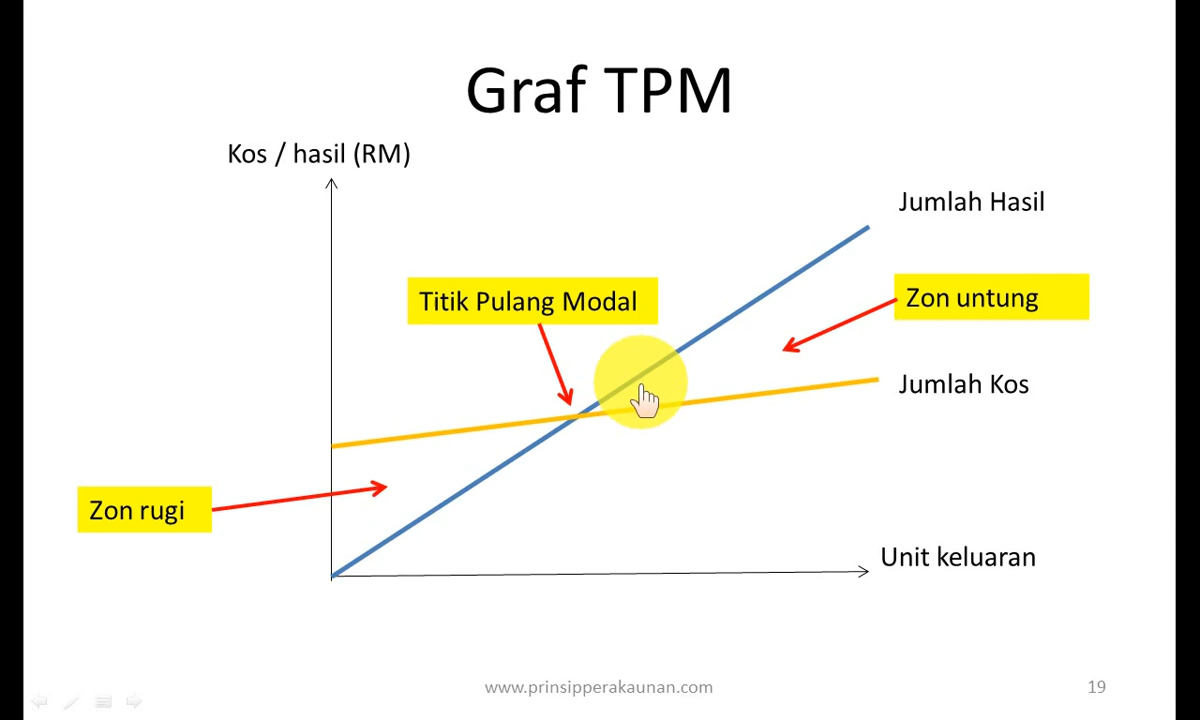 Graf TPM
Kos / hasil (RM)
Jumlah Hasil
Titik Pulang Modal
Zon untung
Jumlah Kos
Zon rugi
Unit keluaran
www.prinsipperakaunan.com
19